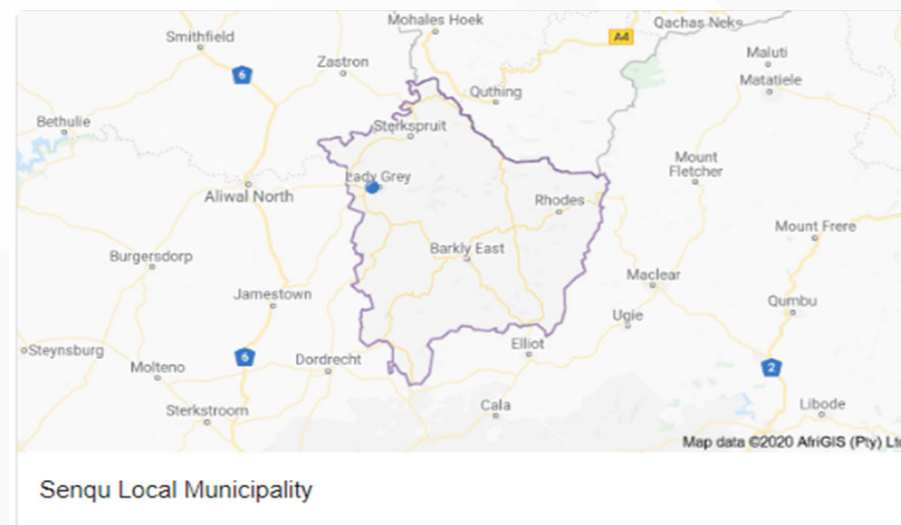 Mohales Hoek
Qachas Neks
Smithfield
A4
Maluti
Zastron
6
Matatiele
Quthing
Bethulie
Sterkspruit
Mount
Fletcher
Lady Grey
Aliwal North
Rhodes
Mount Frere
Barkly East
Burgersdorp
Maclear
Jamestown
Qumbu
Ugie
Elliot
Steynsburg
6
Dordrecht
Molteno
2
Cala
Libode
Sterkstroom
Map data ©2020 AfriGIS (Pty) Ltd
Senqu Local Municipality